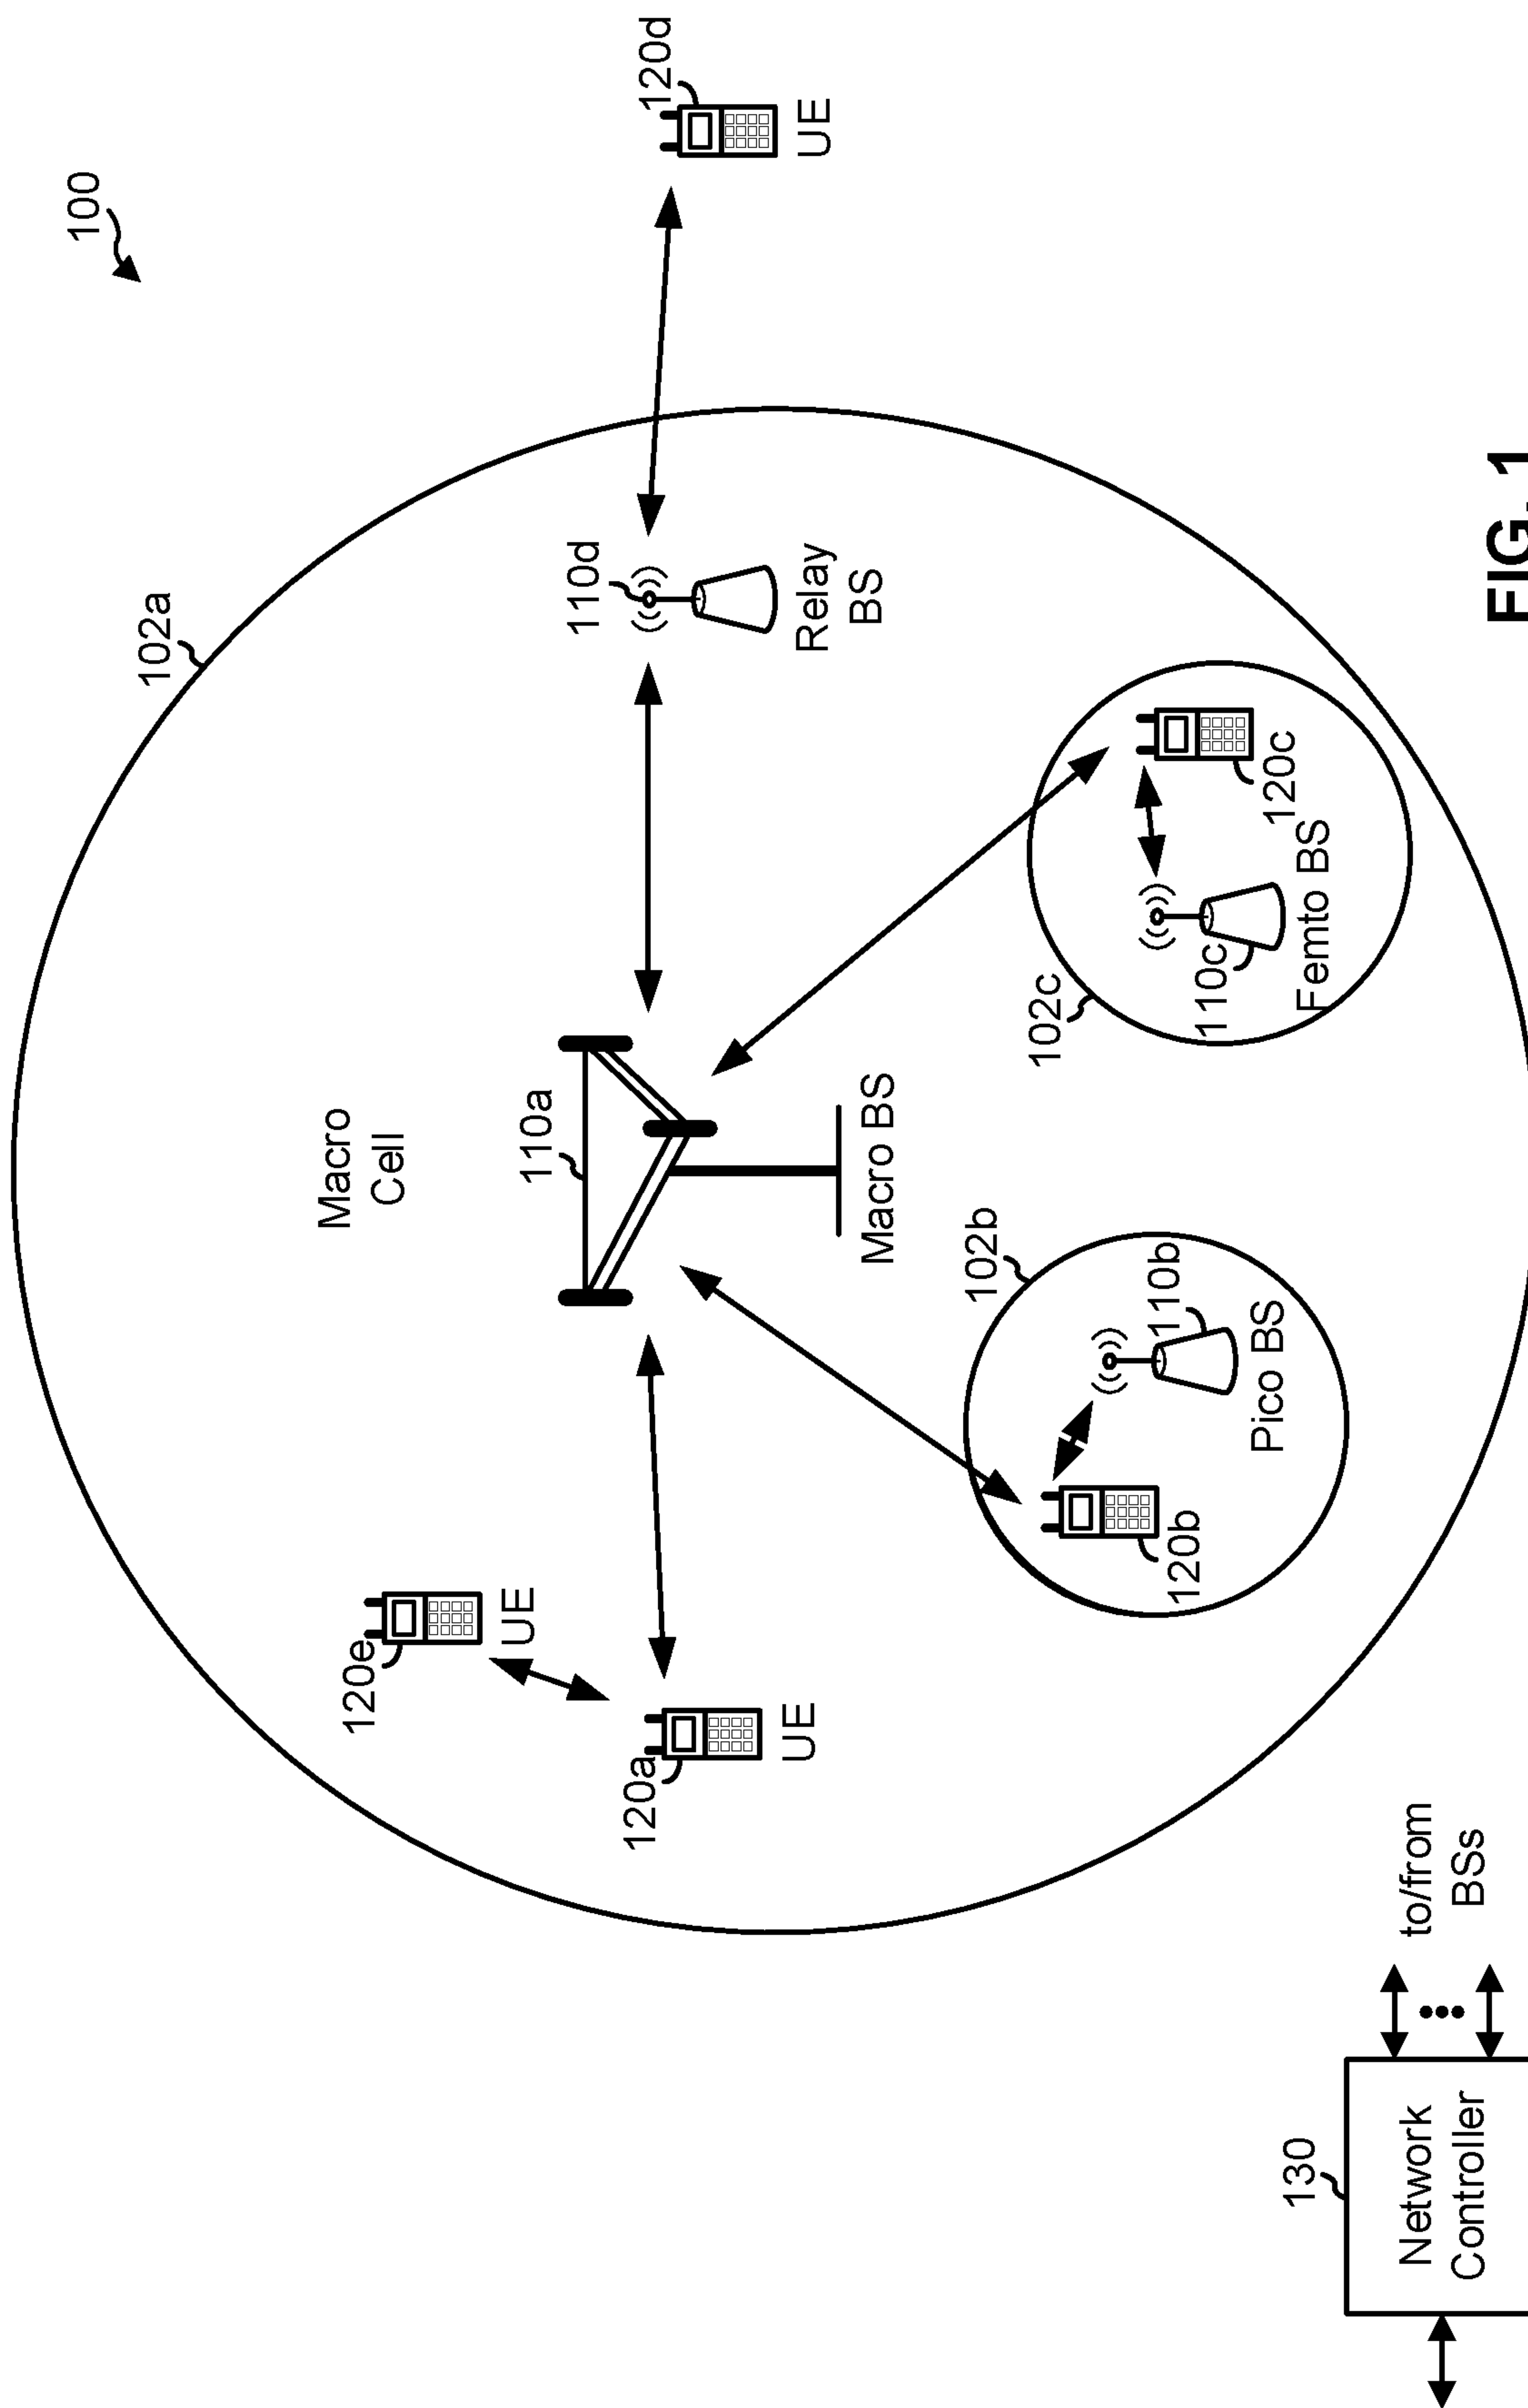 100
102a
Macro
Cell
120e
UE
110a
110d
120d
120a
UE
Macro BS
Relay
BS
UE
102b
102c
110b
120b
Pico BS
110c
120c
Femto BS
130
Network
Controller
to/from
BSs
FIG. 1